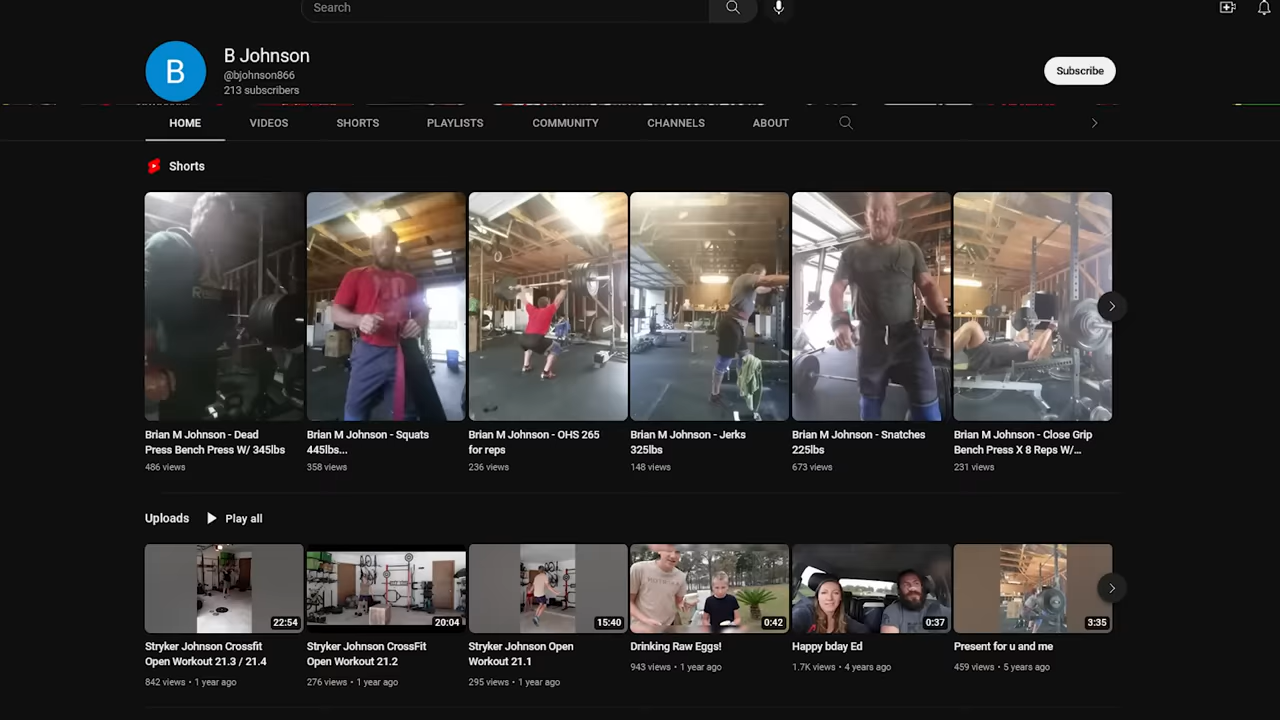 Search
B
B Johnson
@bjohnson866
213 subscribers
Subscribe
HOME VIDEOS SHORTS PLAYLISTS COMMUNITY CHANNELS ABOUT
Shorts
Brian M Johnson - Dead
Press Bench Press W/ 345lbs
486 views
Brian M Johnson - Squats
445lbs...
358 views
Brian M Johnson - OHS 265
for reps
236 views
Brian M Johnson - Jerks
325lbs
148 views
Brian M Johnson - Snatches
225lbs
673 views
Brian M Johnson - Close Grip
Bench Press X 8 Reps W/...
231 views
Uploads Play all
22:54
Stryker Johnson Crossfit
Open Workout 21.3 / 21.4
842 views • 1 year ago
20:04
Stryker Johnson CrossFit
Open Workout 21.2
276 views • 1 year ago
15:40
Stryker Johnson Open
Workout 21.1
295 views • 1 year ago
0:42
Drinking Raw Eggs!
943 views • 1 year ago
0:37
Happy bday Ed
1.7K views • 4 years ago
3:35
Present for u and me
459 views • 5 years ago